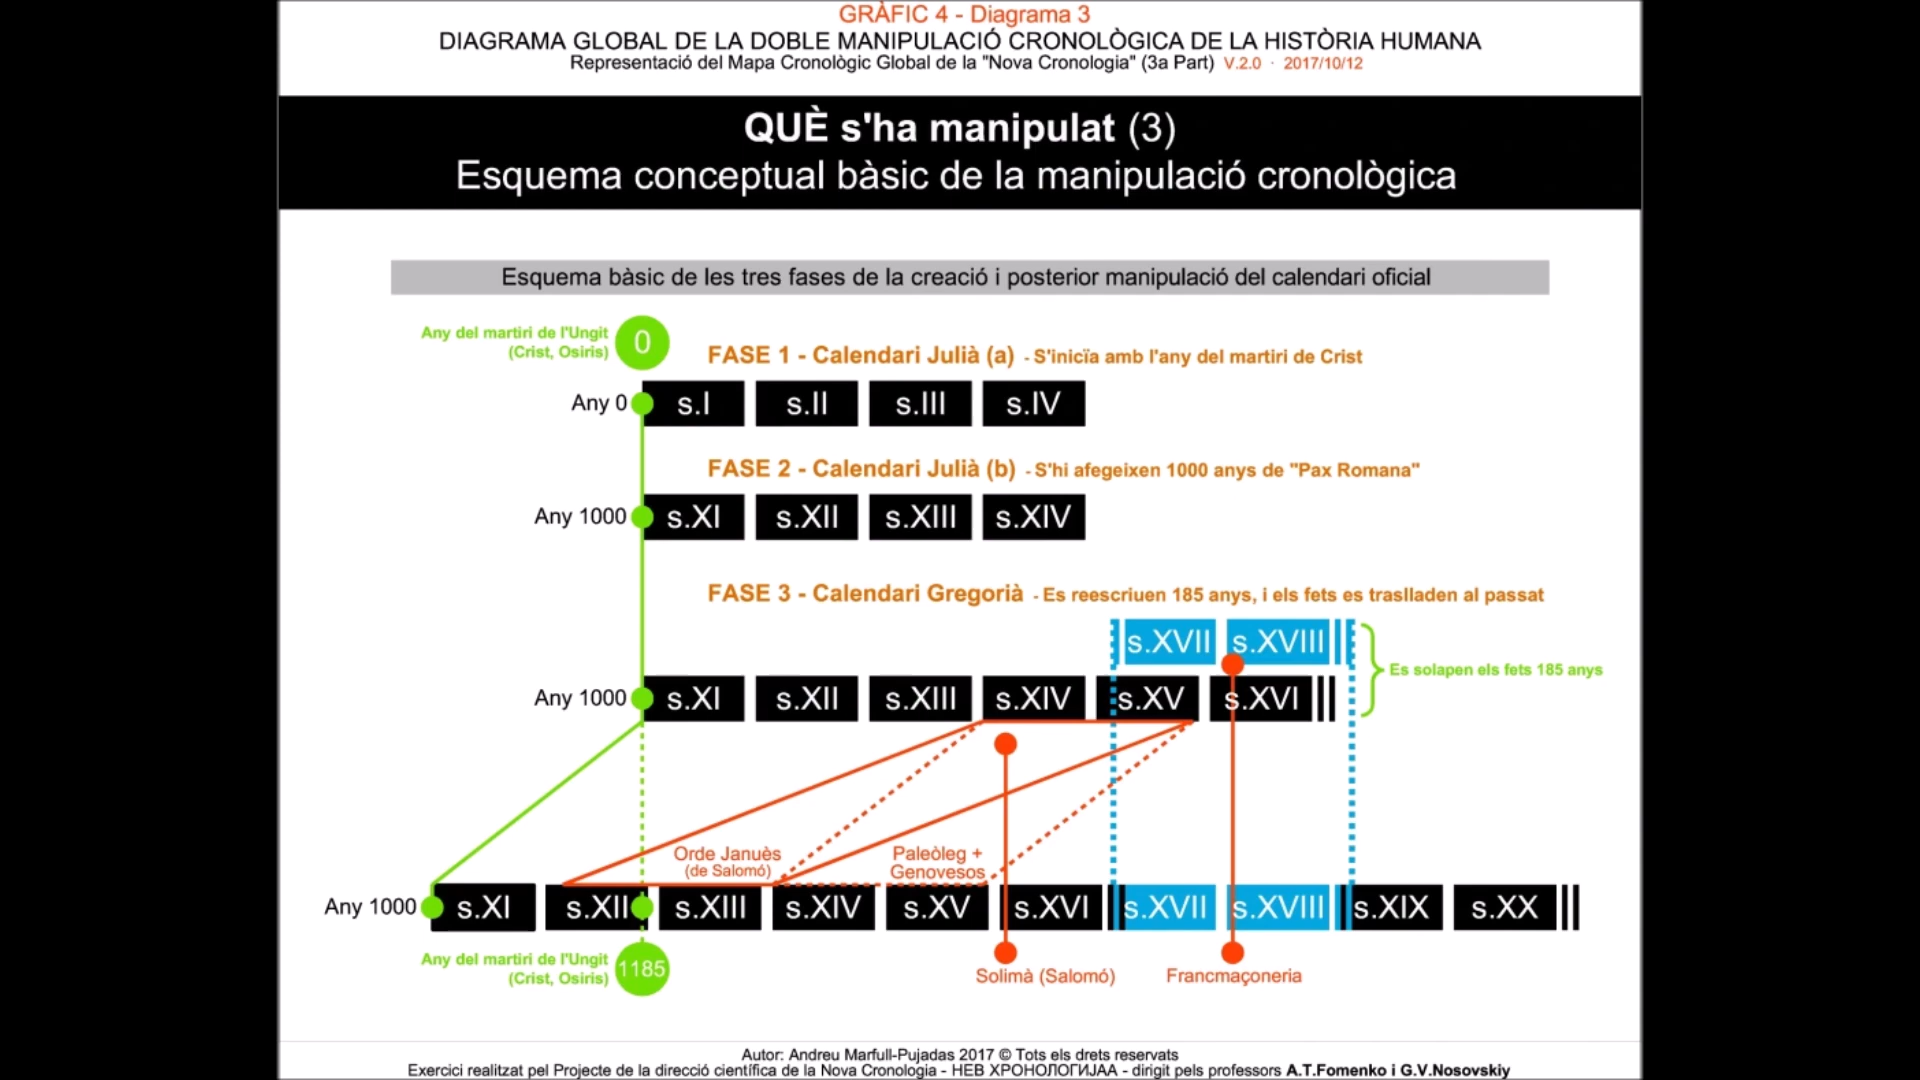 GRÀFIC 4 - Diagrama 3
DIAGRAMA GLOBAL DE LA DOBLE MANIPULACIÓ CRONOLÒGICA DE LA HISTÒRIA HUMANA
Representació del Mapa Cronològic Global de la "Nova Cronologia" (3a Part) V.2.0 · 2017/10/12
QUÈ s'ha manipulat (3)
Esquema conceptual bàsic de la manipulació cronològica
Esquema bàsic de les tres fases de la creació i posterior manipulació del calendari oficial
Any del martiri de l'Ungit
(Crist, Osiris)
0
FASE 1 - Calendari Julià (a) - S'inicïa amb l'any del martiri de Crist
Any 0 s.I s.II s.III s.IV
FASE 2 - Calendari Julià (b) - S'hi afegeixen 1000 anys de "Pax Romana"
Any 1000 s.XI s.XII s.XIII s.XIV
FASE 3 - Calendari Gregorià - Es reescriuen 185 anys, i els fets es traslladen al passat
s.XVII s.XVIII
Es solapen els fets 185 anys
Any 1000 s.XI s.XII s.XIII s.XIV s.XV s.XVI
Orde Januès
(de Salomó)
Paleòleg +
Genovesos
Any 1000 s.XI s.XII s.XIII s.XIV s.XV s.XVI s.XVII s.XVIII s.XIX s.XX
Any del martiri de l'Ungit
(Crist, Osiris)
1185
Solimà (Salomó)
Francmaçoneria
Autor: Andreu Marfull-Pujadas 2017 © Tots els drets reservats
Exercici realitzat pel Projecte de la direcció científica de la Nova Cronologia - НЕВ ХРОНОЛОГИЈАА - dirigit pels professors A.T.Fomenko i G.V.Nosovskiy